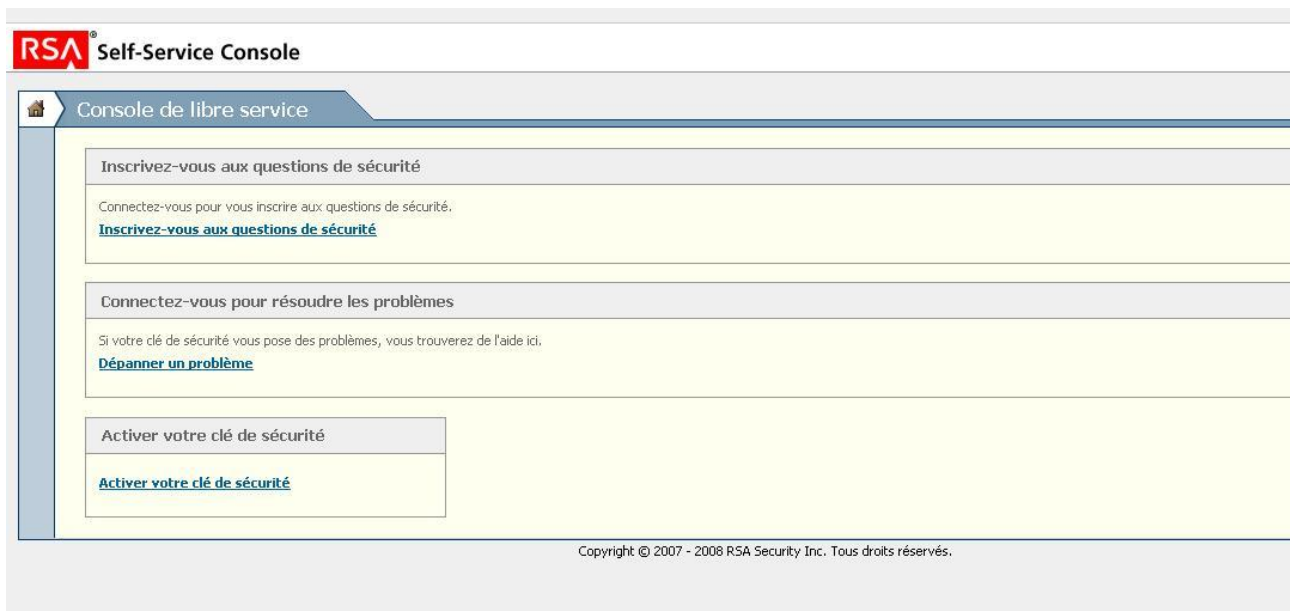 RSA® Self-Service Console
Console de libre service
Inscrivez-vous aux questions de sécurité
Connectez-vous pour vous inscrire aux questions de sécurité.
Inscrivez-vous aux questions de sécurité
Connectez-vous pour résoudre les problèmes
Si votre clé de sécurité vous pose des problèmes, vous trouverez de l'aide ici.
Dépanner un problème
Activer votre clé de sécurité
Activer votre clé de sécurité
Copyright © 2007 - 2008 RSA Security Inc. Tous droits réservés.